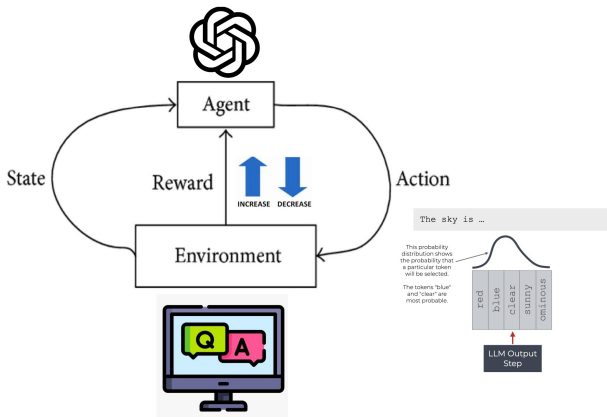 Agent
State
Reward
INCREASE DECREASE
Action
Environment
Q
A
The sky is …
This probability
distribution shows
the probability that
a particular token
will be selected.
The tokens "blue"
and "clear" are
most probable.
red
blue
clear
sunny
ominous
LLM Output
Step